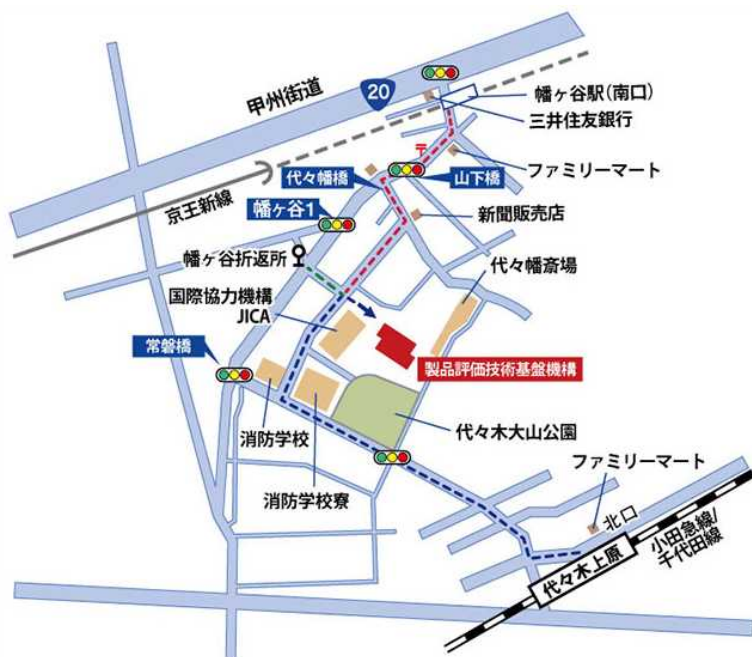 甲州街道
20
幡ヶ谷駅(南口)
三井住友銀行
〒
ファミリーマート
代々幡橋
山下橋
京王新線
幡ヶ谷1
新聞販売店
幡ヶ谷折返所
代々幡斎場
国際協力機構
JICA
常磐橋
製品評価技術基盤機構
消防学校
代々木大山公園
消防学校寮
ファミリーマート
北口
小田急線/
千代田線
代々木上原